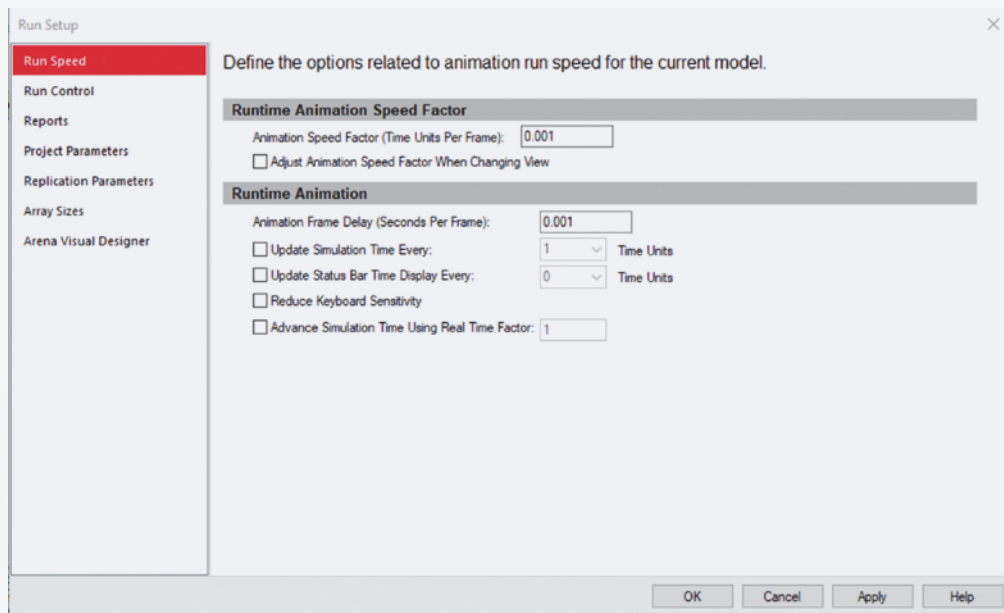 Run Setup
Run Speed
Run Control
Reports
Project Parameters
Replication Parameters
Array Sizes
Arena Visual Designer
Define the options related to animation run speed for the current model.
Runtime Animation Speed Factor
Animation Speed Factor (Time Units Per Frame): 0.001
Adjust Animation Speed Factor When Changing View
Runtime Animation
Animation Frame Delay (Seconds Per Frame): 0.001
Update Simulation Time Every: 1 Time Units
Update Status Bar Time Display Every: 0 Time Units
Reduce Keyboard Sensitivity
Advance Simulation Time Using Real Time Factor: 1
OK Cancel Apply Help